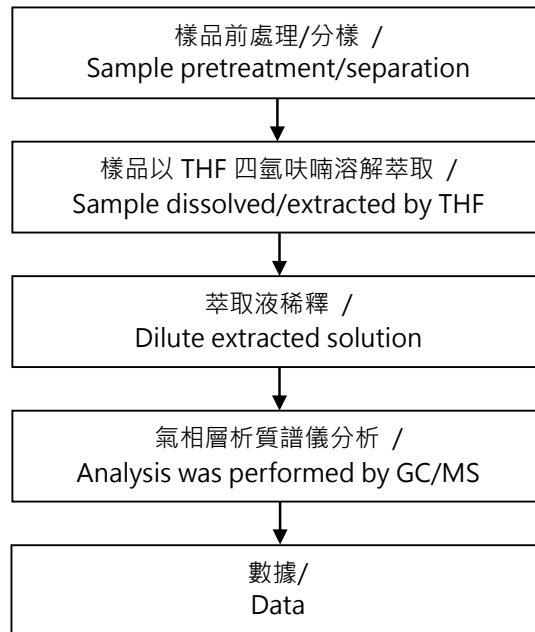 樣品前處理/分樣 /
Sample pretreatment/separation
樣品以 THF 四氫呋喃溶解萃取 /
Sample dissolved/extracted by THF
萃取液稀釋 /
Dilute extracted solution
氣相層析質譜儀分析 /
Analysis was performed by GC/MS
數據/
Data